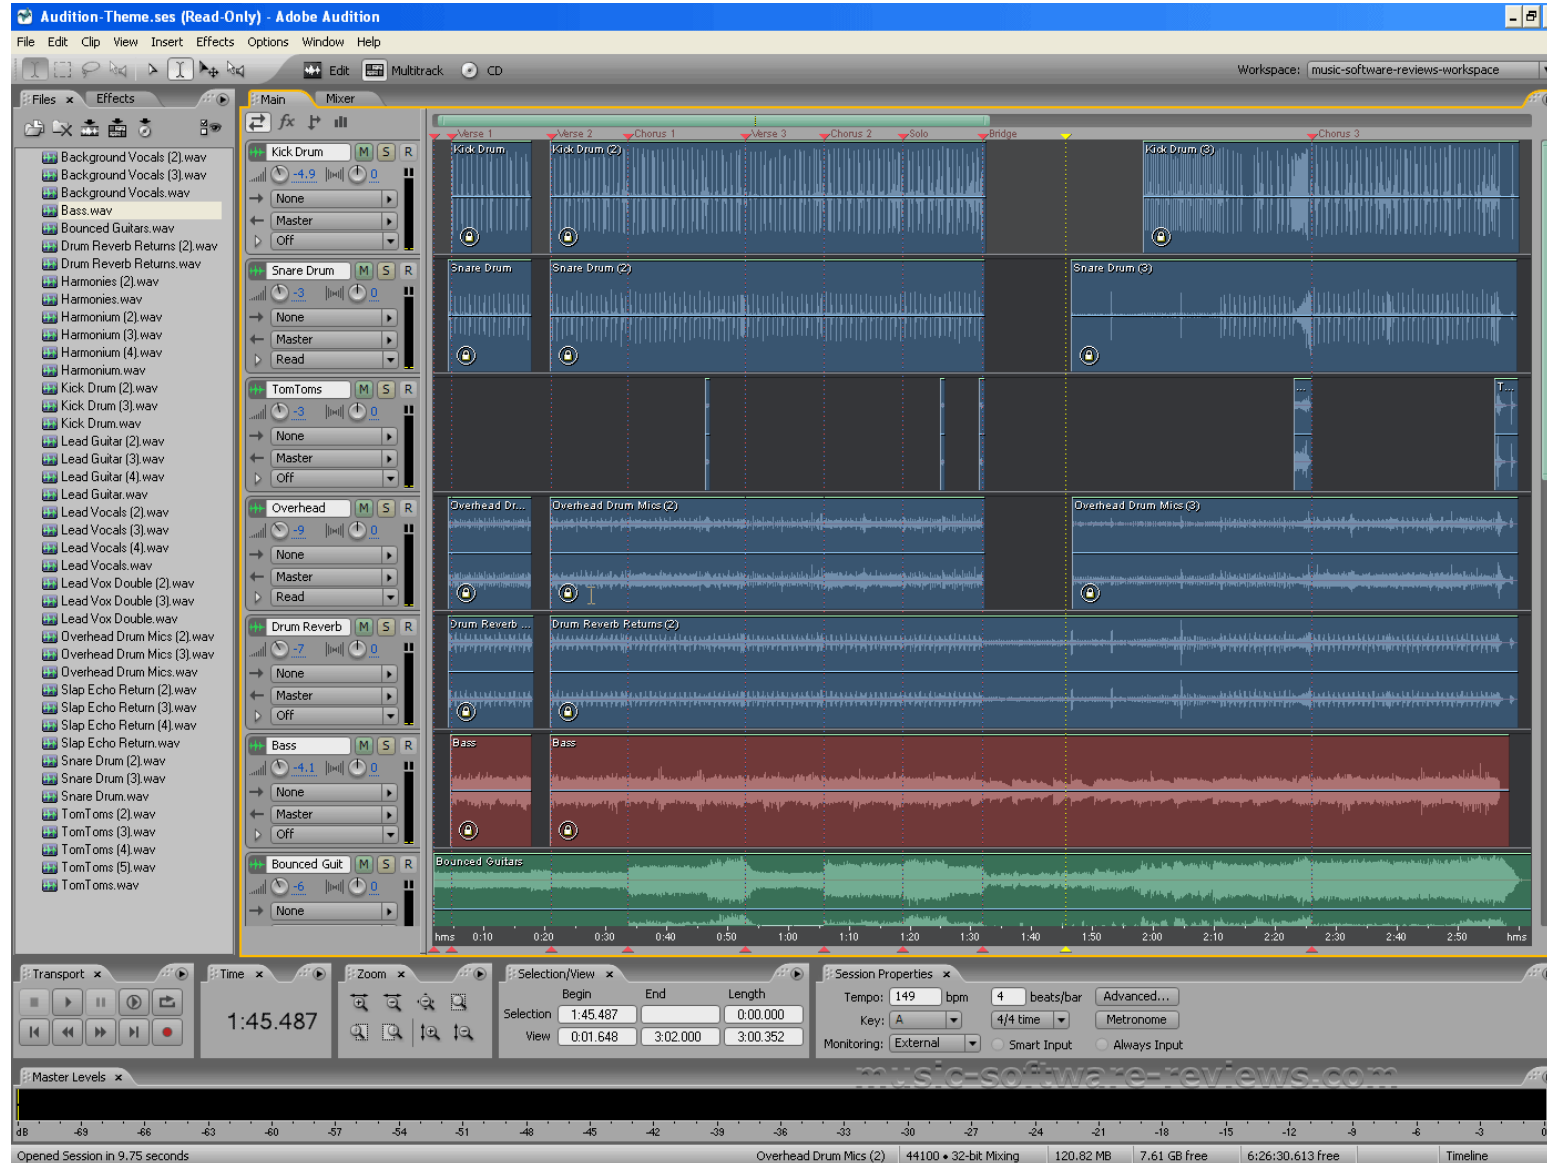 Audition-Theme.ses (Read-Only) - Adobe Audition
File Edit Clip View Insert Effects Options Window Help
Edit Multitrack CD Workspace: music-software-reviews-workspace
Files × Effects Main Mixer
Verse 1 Verse 2 Chorus 1 Verse 3 Chorus 2 Solo Bridge Chorus 3
Background Vocals (2).wav
Background Vocals (3).wav
Background Vocals.wav
Bass.wav
Bounced Guitars.wav
Drum Reverb Returns (2).wav
Drum Reverb Returns.wav
Harmonies (2).wav
Harmonies.wav
Harmonium (2).wav
Harmonium (3).wav
Harmonium (4).wav
Harmonium.wav
Kick Drum (2).wav
Kick Drum (3).wav
Kick Drum.wav
Lead Guitar (2).wav
Lead Guitar (3).wav
Lead Guitar (4).wav
Lead Guitar.wav
Lead Vocals (2).wav
Lead Vocals (3).wav
Lead Vocals (4).wav
Lead Vocals.wav
Lead Vox Double (2).wav
Lead Vox Double (3).wav
Lead Vox Double.wav
Overhead Drum Mics (2).wav
Overhead Drum Mics (3).wav
Overhead Drum Mics.wav
Slap Echo Return (2).wav
Slap Echo Return (3).wav
Slap Echo Return (4).wav
Slap Echo Return.wav
Snare Drum (2).wav
Snare Drum (3).wav
Snare Drum.wav
TomToms (2).wav
TomToms (3).wav
TomToms (4).wav
TomToms (5).wav
TomToms.wav
Kick Drum M S R Kick Drum Kick Drum (2) Kick Drum (3)
-4.9 0
None
Master
Off
Snare Drum M S R Snare Drum Snare Drum (2) Snare Drum (3)
-3 0
None
Master
Read
TomToms M S R ... T...
-3 0
None
Master
Off
Overhead M S R Overhead Dr... Overhead Drum Mics (2) Overhead Drum Mics (3)
-9 0
None
Master
Read
Drum Reverb M S R Drum Reverb ... Drum Reverb Returns (2)
-7 0
None
Master
Off
Bass M S R Bass Bass
-4.1 0
None
Master
Off
Bounced Guit M S R Bounced Guitars
-6 0
None
hms 0:10 0:20 0:30 0:40 0:50 1:00 1:10 1:20 1:30 1:40 1:50 2:00 2:10 2:20 2:30 2:40 2:50 hms
Transport × Time × Zoom × Selection/View × Session Properties ×
1:45.487
Begin End Length
Selection 1:45.487 0:00.000
View 0:01.648 3:02.000 3:00.352
Tempo: 149 bpm 4 beats/bar Advanced...
Key: A 4/4 time Metronome
Monitoring: External Smart Input Always Input
music-software-reviews.com
Master Levels ×
dB -69 -66 -63 -60 -57 -54 -51 -48 -45 -42 -39 -36 -33 -30 -27 -24 -21 -18 -15 -12 -9 -6 -3 0
Opened Session in 9.75 seconds Overhead Drum Mics (2) 44100 • 32-bit Mixing 120.82 MB 7.61 GB free 6:26:30.613 free Timeline